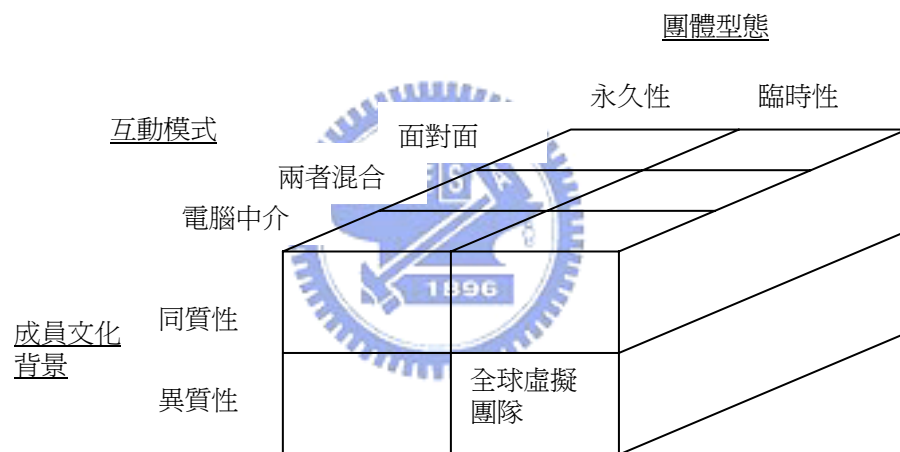 團體型態
永久性 臨時性
互動模式
面對面
兩者混合
電腦中介
成員文化
背景
同質性
異質性
全球虛擬
團隊
1896